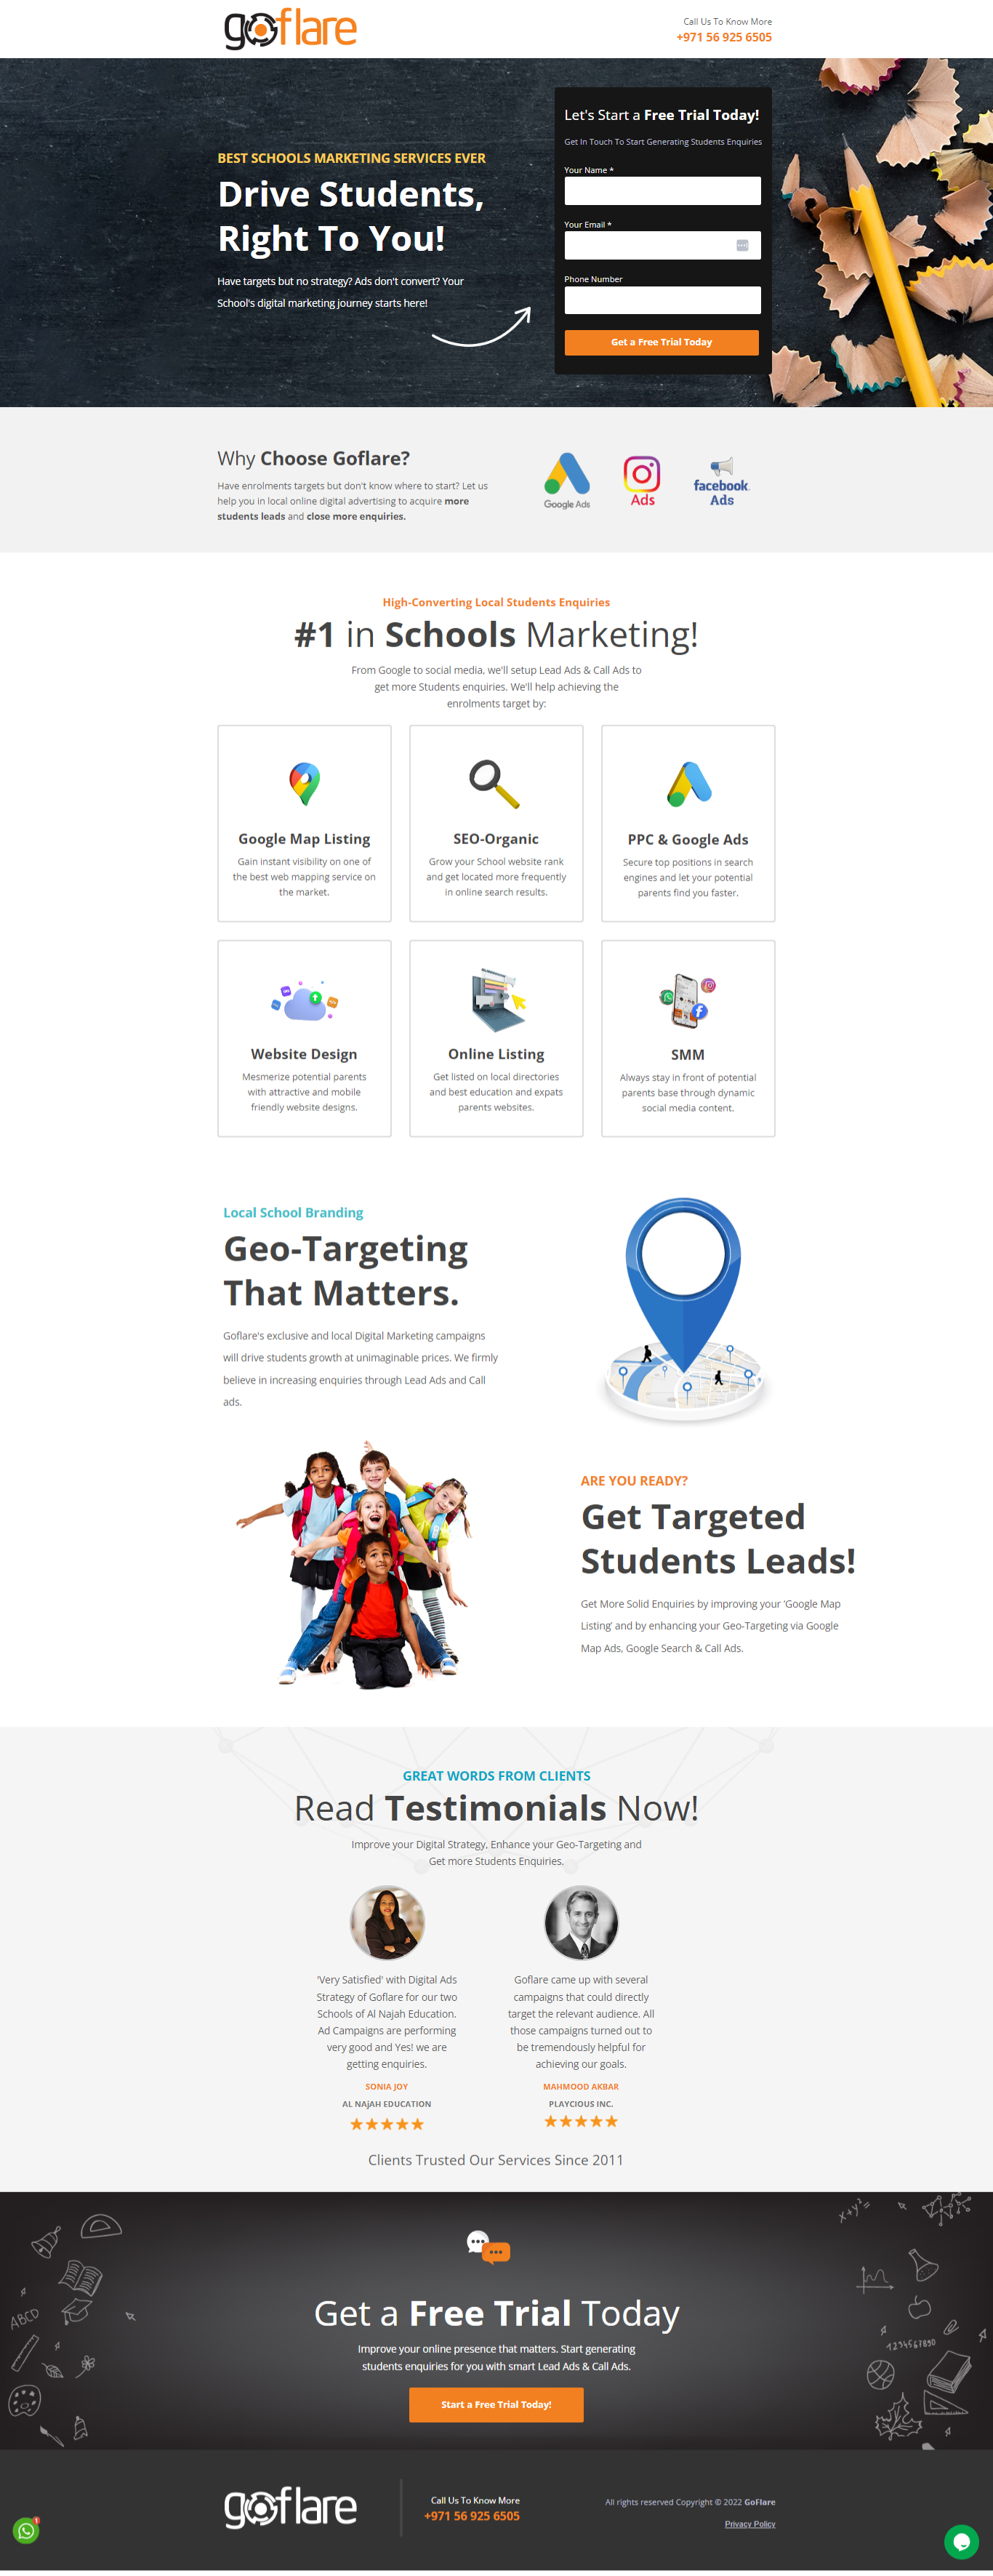 goflare
Call Us To Know More
+971 56 925 6505
BEST SCHOOLS MARKETING SERVICES EVER
Drive Students,
Right To You!
Have targets but no strategy? Ads don't convert? Your
School's digital marketing journey starts here!
Let's Start a Free Trial Today!
Get In Touch To Start Generating Students Enquiries
Your Name *
Your Email *
Phone Number
Get a Free Trial Today
Why Choose Goflare?
Have enrolments targets but don't know where to start? Let us
help you in local online digital advertising to acquire more
students leads and close more enquiries.
Google Ads
Ads
facebook
Ads
High-Converting Local Students Enquiries
#1 in Schools Marketing!
From Google to social media, we'll setup Lead Ads & Call Ads to
get more Students enquiries. We'll help achieving the
enrolments target by:
Google Map Listing
Gain instant visibility on one of
the best web mapping service on
the market.
SEO-Organic
Grow your School website rank
and get located more frequently
in online search results.
PPC & Google Ads
Secure top positions in search
engines and let your potential
parents find you faster.
Website Design
Mesmerize potential parents
with attractive and mobile
friendly website designs.
Online Listing
Get listed on local directories
and best education and expats
parents websites.
SMM
Always stay in front of potential
parents base through dynamic
social media content.
Local School Branding
Geo-Targeting
That Matters.
Goflare's exclusive and local Digital Marketing campaigns
will drive students growth at unimaginable prices. We firmly
believe in increasing enquiries through Lead Ads and Call
ads.
ARE YOU READY?
Get Targeted
Students Leads!
Get More Solid Enquiries by improving your 'Google Map
Listing' and by enhancing your Geo-Targeting via Google
Map Ads, Google Search & Call Ads.
GREAT WORDS FROM CLIENTS
Read Testimonials Now!
Improve your Digital Strategy, Enhance your Geo-Targeting and
Get more Students Enquiries.
'Very Satisfied' with Digital Ads
Strategy of Goflare for our two
Schools of Al Najah Education.
Ad Campaigns are performing
very good and Yes! we are
getting enquiries.
SONIA JOY
AL NAjAH EDUCATION
Goflare came up with several
campaigns that could directly
target the relevant audience. All
those campaigns turned out to
be tremendously helpful for
achieving our goals.
MAHMOOD AKBAR
PLAYCIOUS INC.
Clients Trusted Our Services Since 2011
x+y²=
ABCD
1234567890
Get a Free Trial Today
Improve your online presence that matters. Start generating
students enquiries for you with smart Lead Ads & Call Ads.
Start a Free Trial Today!
goflare
Call Us To Know More
+971 56 925 6505
All rights reserved Copyright © 2022 GoFlare
Privacy Policy
1